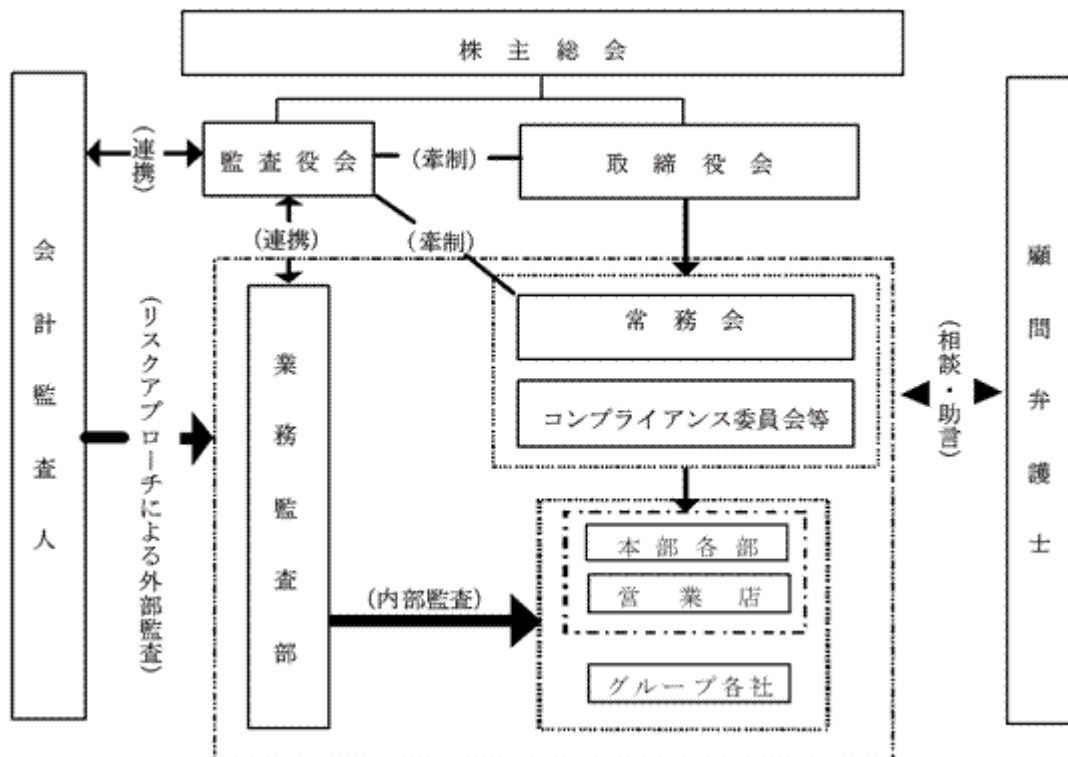 株主総会
監査役会
(牽制)
取締役会
(連携)
(連携)
(牽制)
会計監査人
(リスクアプローチによる外部監査)
業務監査部
常務会
コンプライアンス委員会等
(相談・助言)
顧問弁護士
本部各部
営業店
(内部監査)
グループ各社